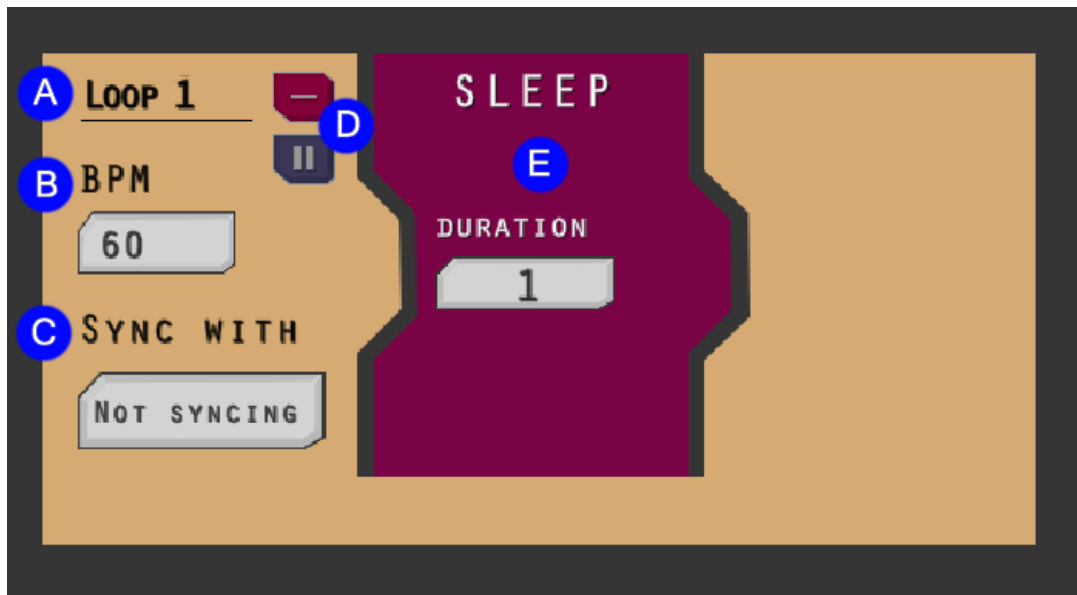 A Loop 1
D
B BPM
60
C Sync with
Not syncing
SLEEP
E
DURATION
1